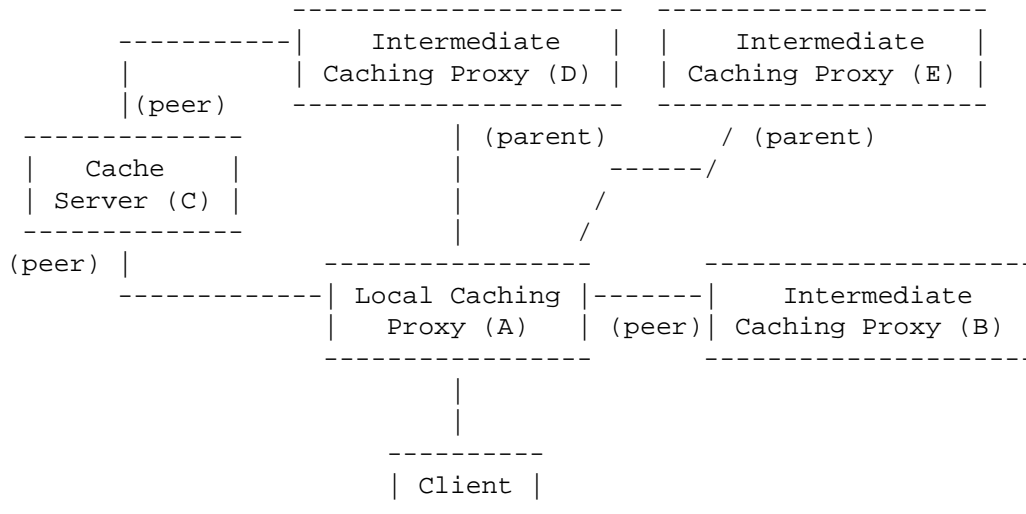 Intermediate Intermediate
Caching Proxy (D) Caching Proxy (E)
(peer)
(parent) (parent)
Cache
Server (C)
(peer)
Local Caching Intermediate
Proxy (A) (peer) Caching Proxy (B)
Client